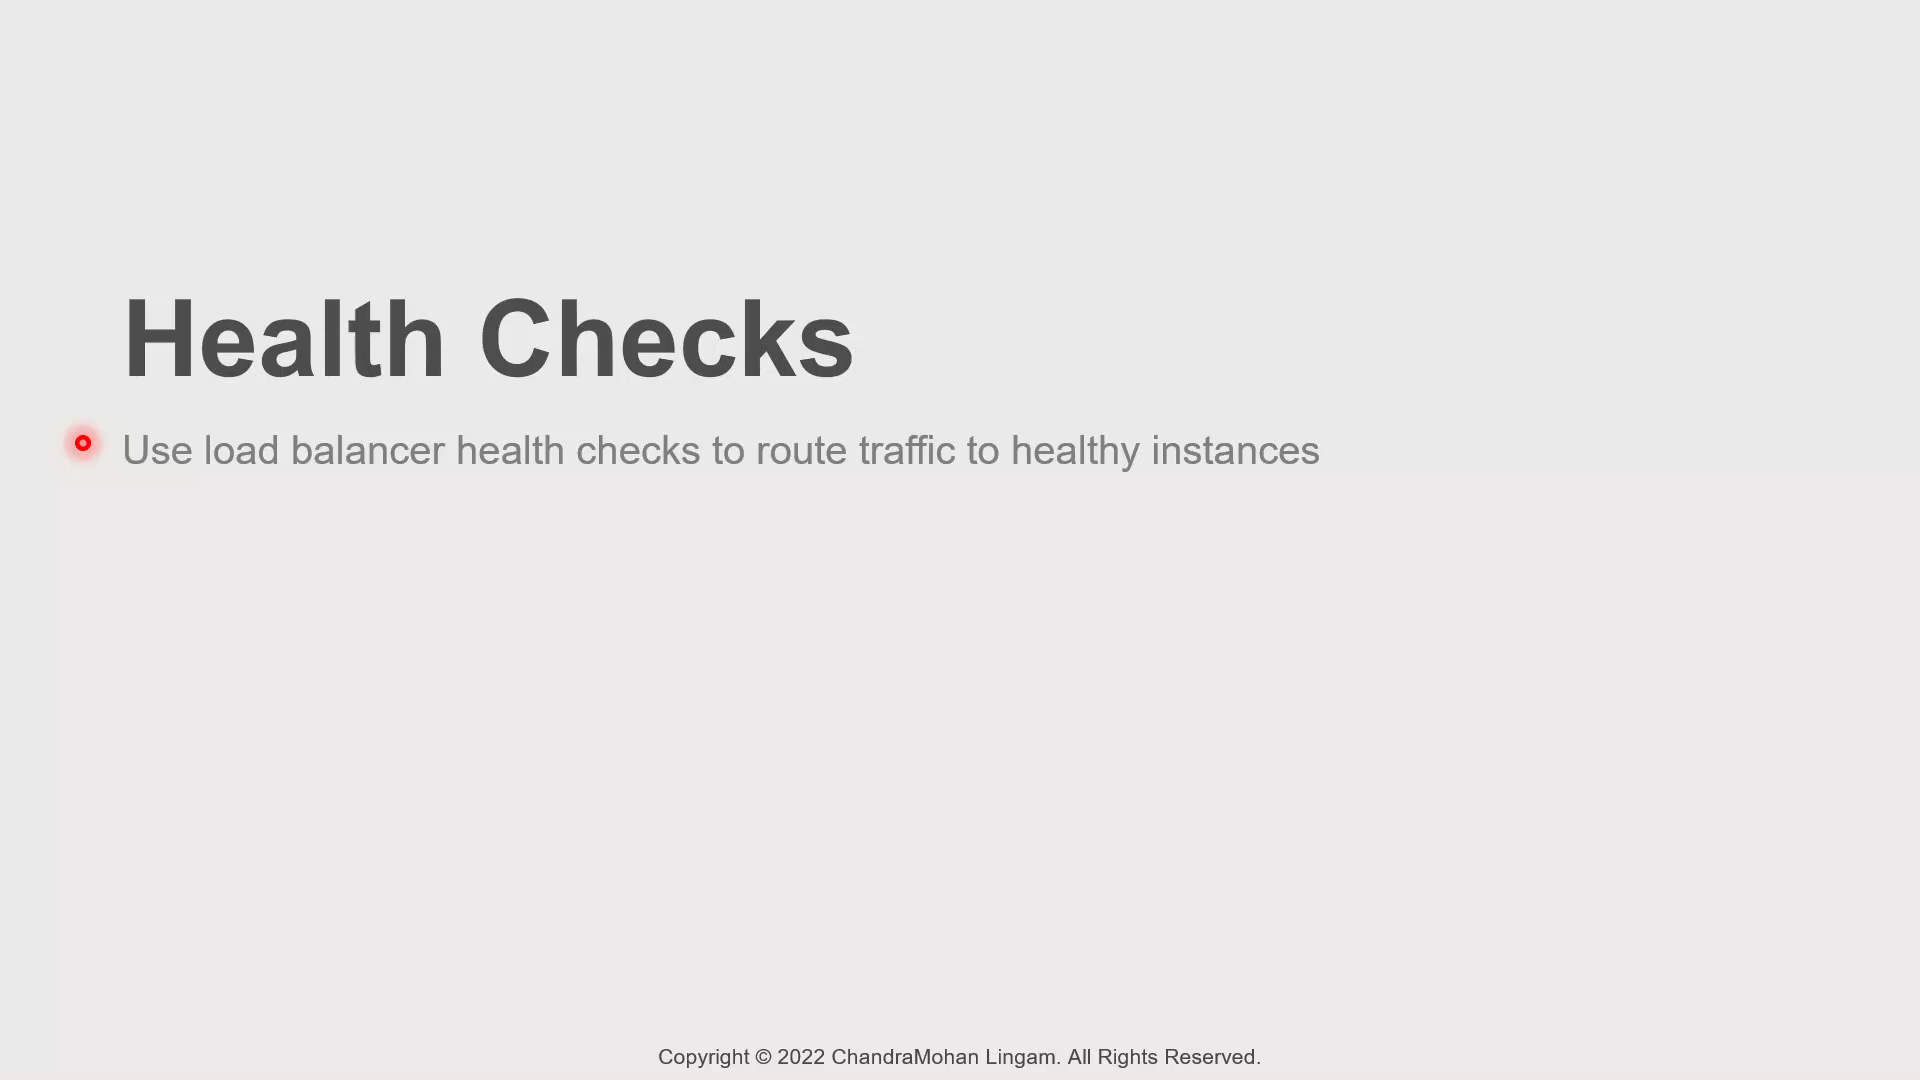 Health Checks
Use load balancer health checks to route traffic to healthy instances
Copyright © 2022 ChandraMohan Lingam. All Rights Reserved.